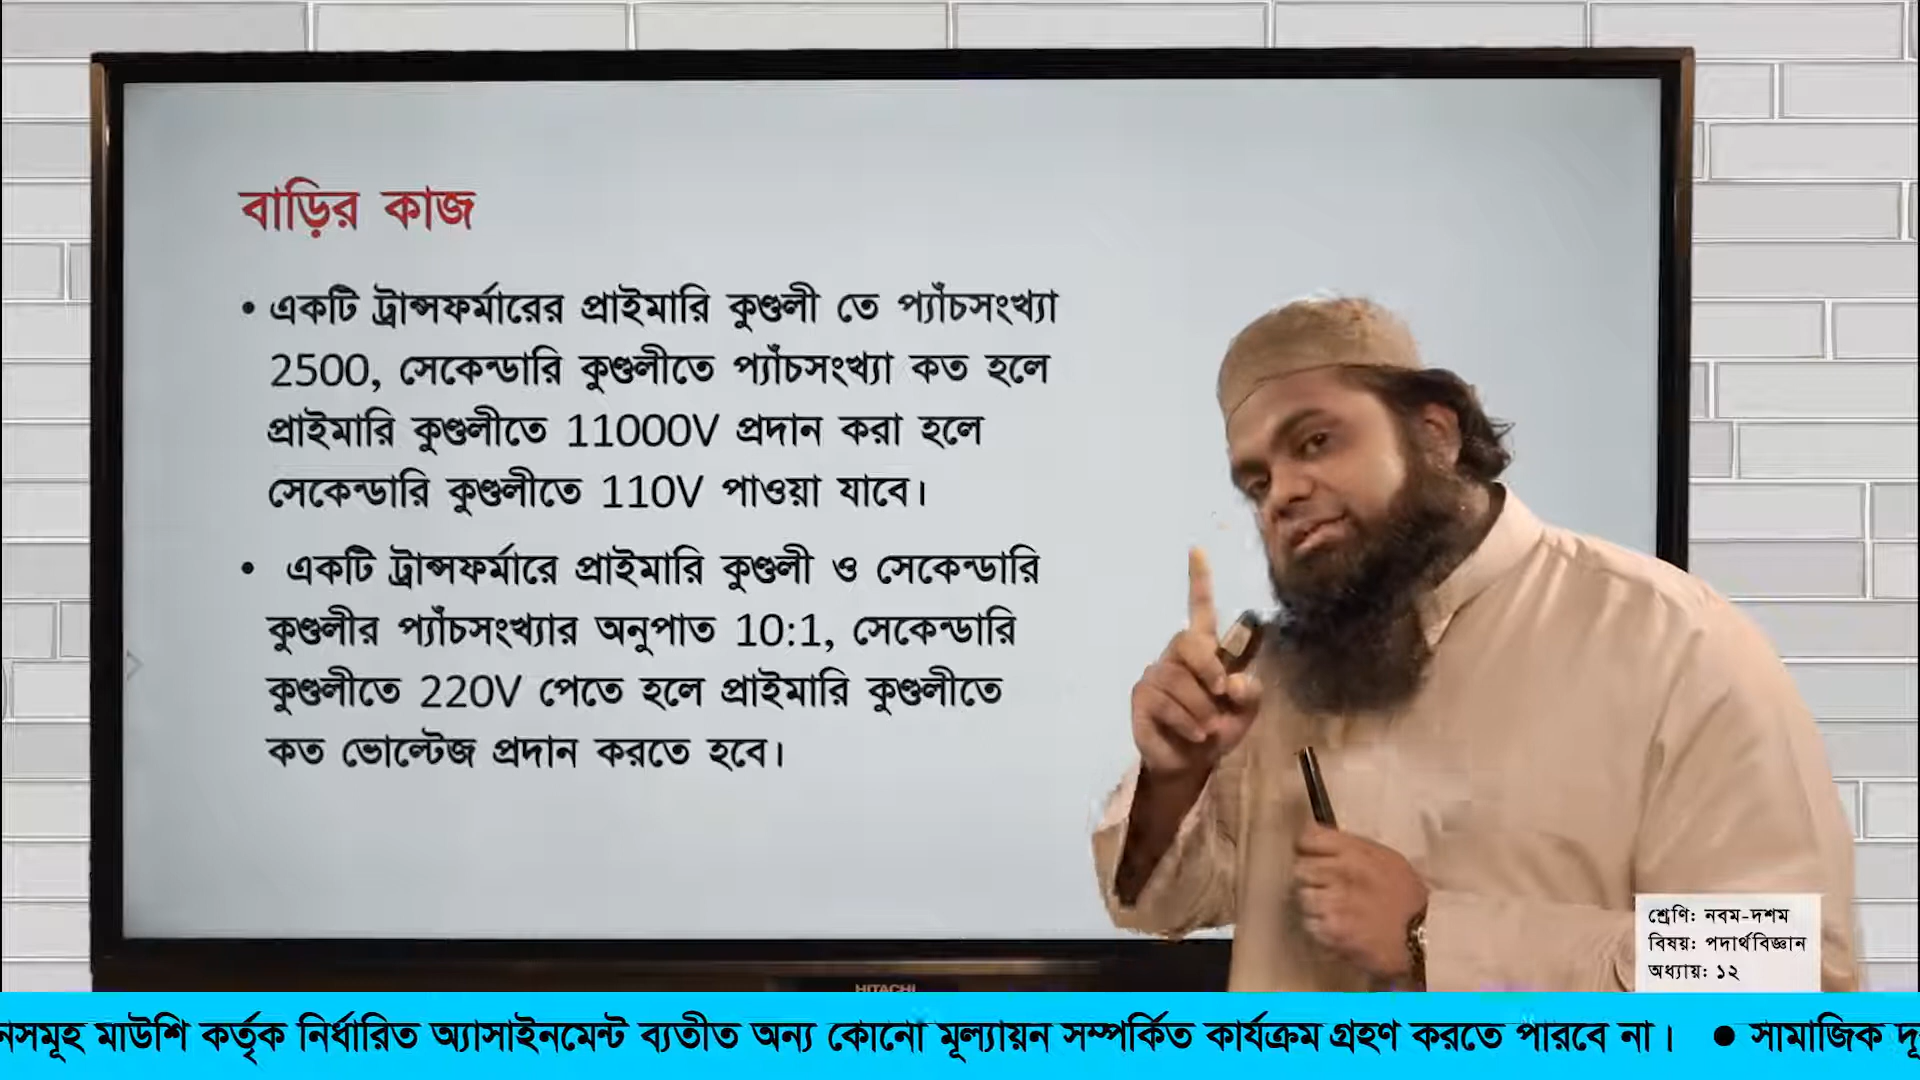 বাড়ির কাজ
• একটি ট্রান্সফর্মারের প্রাইমারি কুণ্ডলী তে প্যাঁচসংখ্যা
2500, সেকেন্ডারি কুণ্ডলীতে প্যাঁচসংখ্যা কত হলে
প্রাইমারি কুণ্ডলীতে 11000V প্রদান করা হলে
সেকেন্ডারি কুণ্ডলীতে 110V পাওয়া যাবে।
• একটি ট্রান্সফর্মারে প্রাইমারি কুণ্ডলী ও সেকেন্ডারি
কুণ্ডলীর প্যাঁচসংখ্যার অনুপাত 10:1, সেকেন্ডারি
কুণ্ডলীতে 220V পেতে হলে প্রাইমারি কুণ্ডলীতে
কত ভোল্টেজ প্রদান করতে হবে।
শ্রেণি: নবম-দশম
বিষয়: পদার্থবিজ্ঞান
অধ্যায়: ১২
HITACHI
মাউশি কর্তৃক নির্ধারিত অ্যাসাইনমেন্ট ব্যতীত অন্য কোনো মূল্যায়ন সম্পর্কিত কার্যক্রম গ্রহণ করতে পারবে না। ● সামাজিক